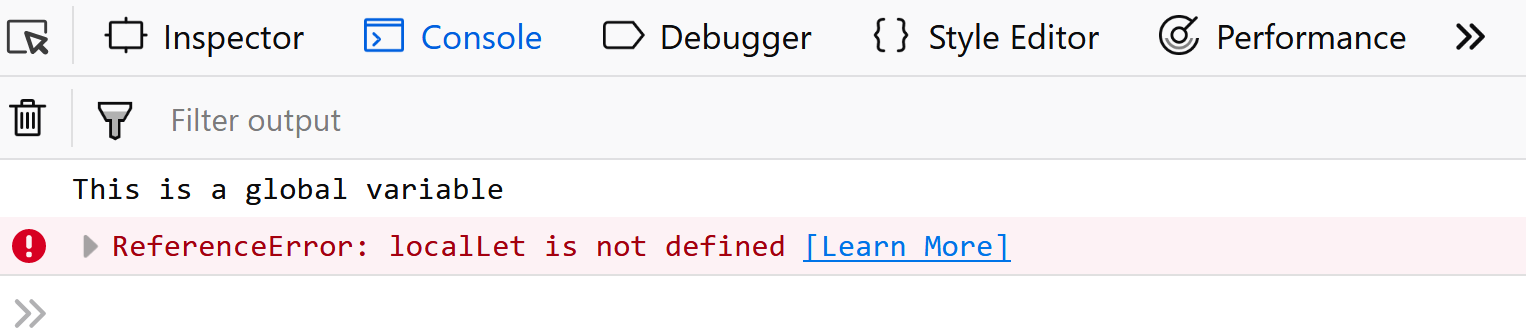 Inspector Console Debugger { } Style Editor Performance
Filter output
This is a global variable
ReferenceError: localLet is not defined [Learn More]